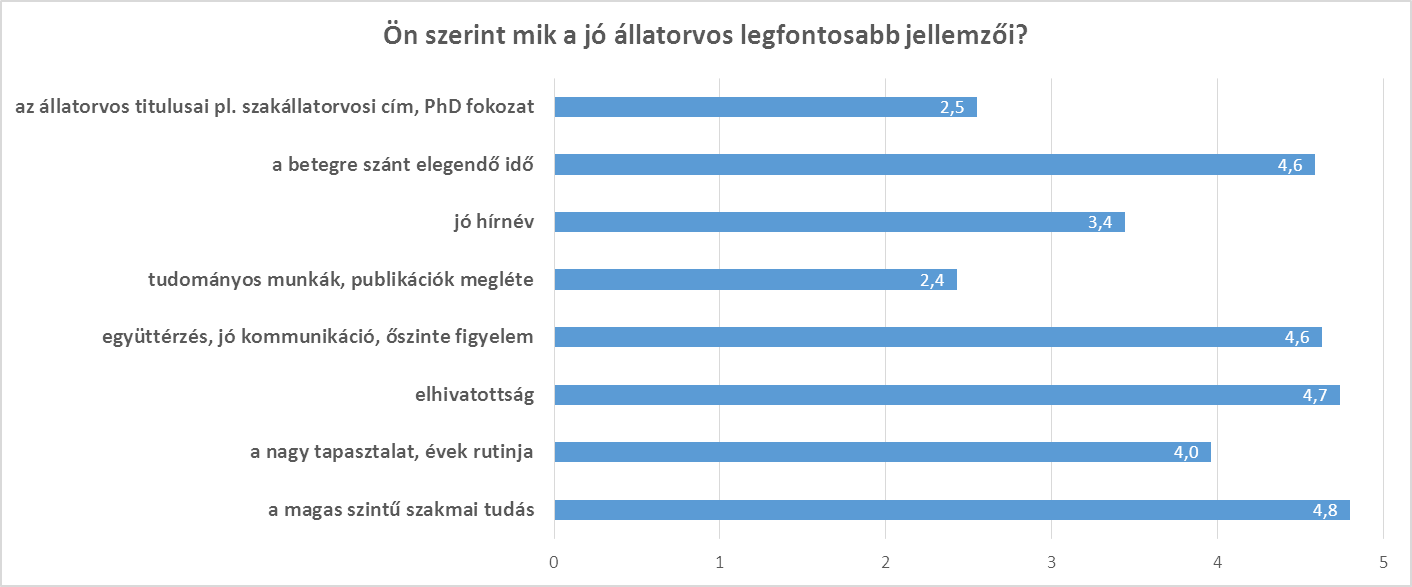 Ön szerint mik a jó állatorvos legfontosabb jellemzői?
az állatorvos titulusai pl. szakállatorvosi cím, PhD fokozat 2,5
a betegre szánt elegendő idő 4,6
jó hírnév 3,4
tudományos munkák, publikációk megléte 2,4
együttérzés, jó kommunikáció, őszinte figyelem 4,6
elhivatottság 4,7
a nagy tapasztalat, évek rutinja 4,0
a magas szintű szakmai tudás 4,8
0 1 2 3 4 5